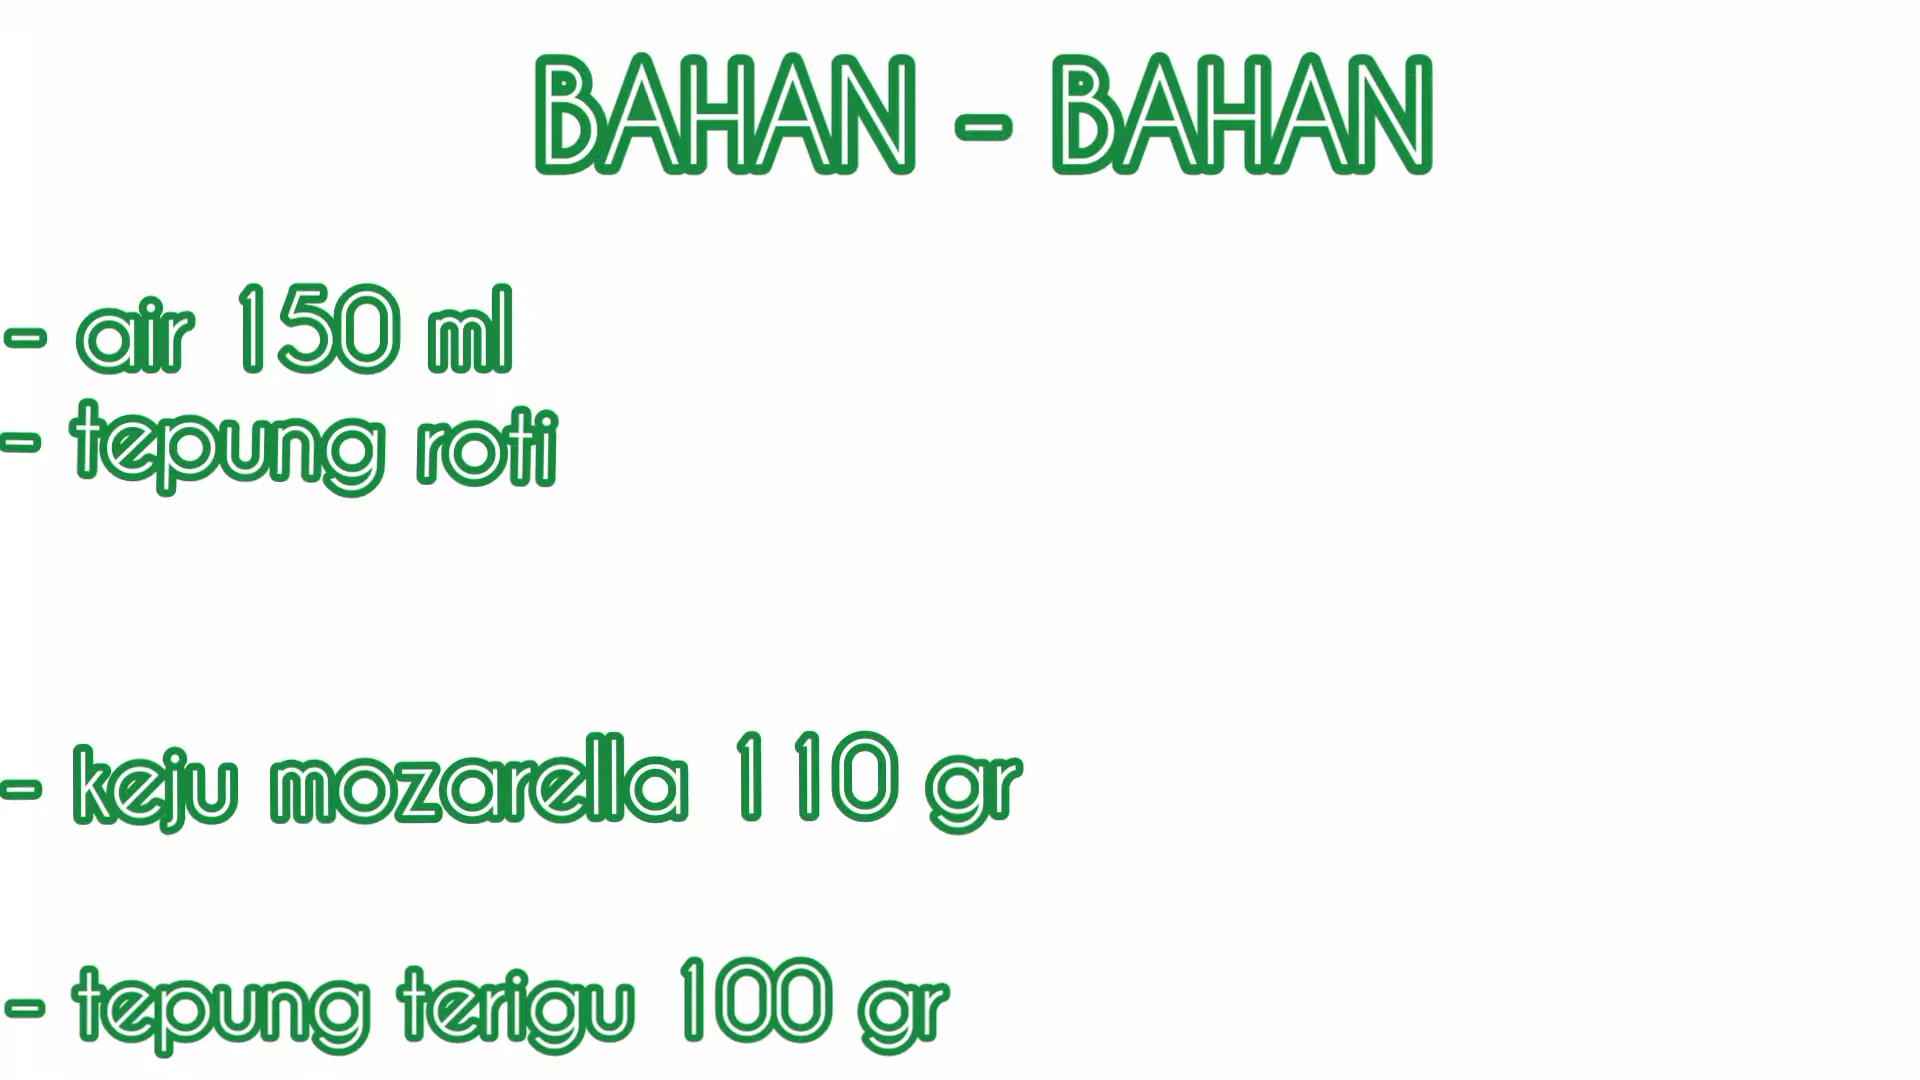 BAHAN - BAHAN
- air 150 ml
- tepung roti
- keju mozarella 110 gr
- tepung terigu 100 gr